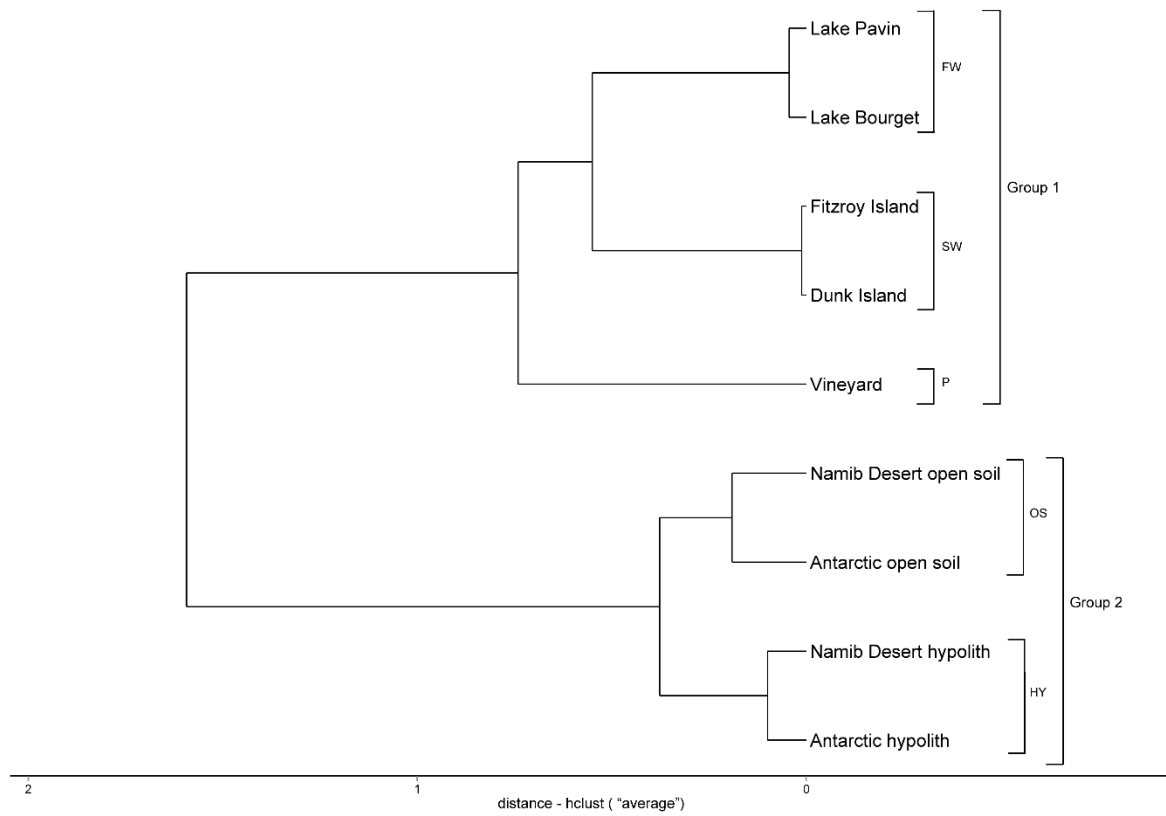 Lake Pavin
FW
Lake Bourget
Group 1
Fitzroy Island
SW
Dunk Island
Vineyard
P
Namib Desert open soil
OS
Antarctic open soil
Group 2
Namib Desert hypolith
HY
Antarctic hypolith
2 1 0
distance - hclust ( “average”)